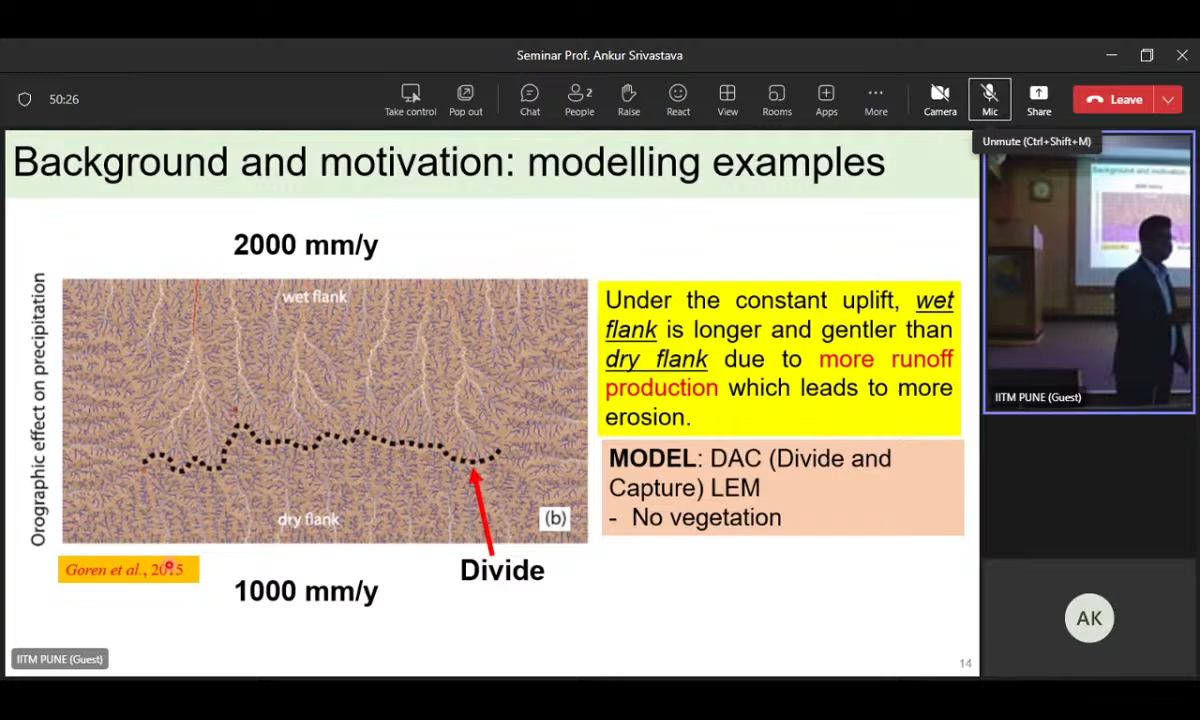 Seminar Prof. Ankur Srivastava
50:26
Take control
Pop out
Chat
2
People
Raise
React
View
Rooms
Apps
More
Camera
Mic
Share
Leave
Unmute (Ctrl+Shift+M)
Background and motivation: modelling examples
2000 mm/y
Orographic effect on precipitation
wet flank
dry flank
(b)
Goren et al., 2015
1000 mm/y
Divide
Under the constant uplift, wet
flank is longer and gentler than
dry flank due to more runoff
production which leads to more
erosion.
MODEL: DAC (Divide and
Capture) LEM
- No vegetation
14
IITM PUNE (Guest)
Background and motivation
IITM PUNE (Guest)
AK